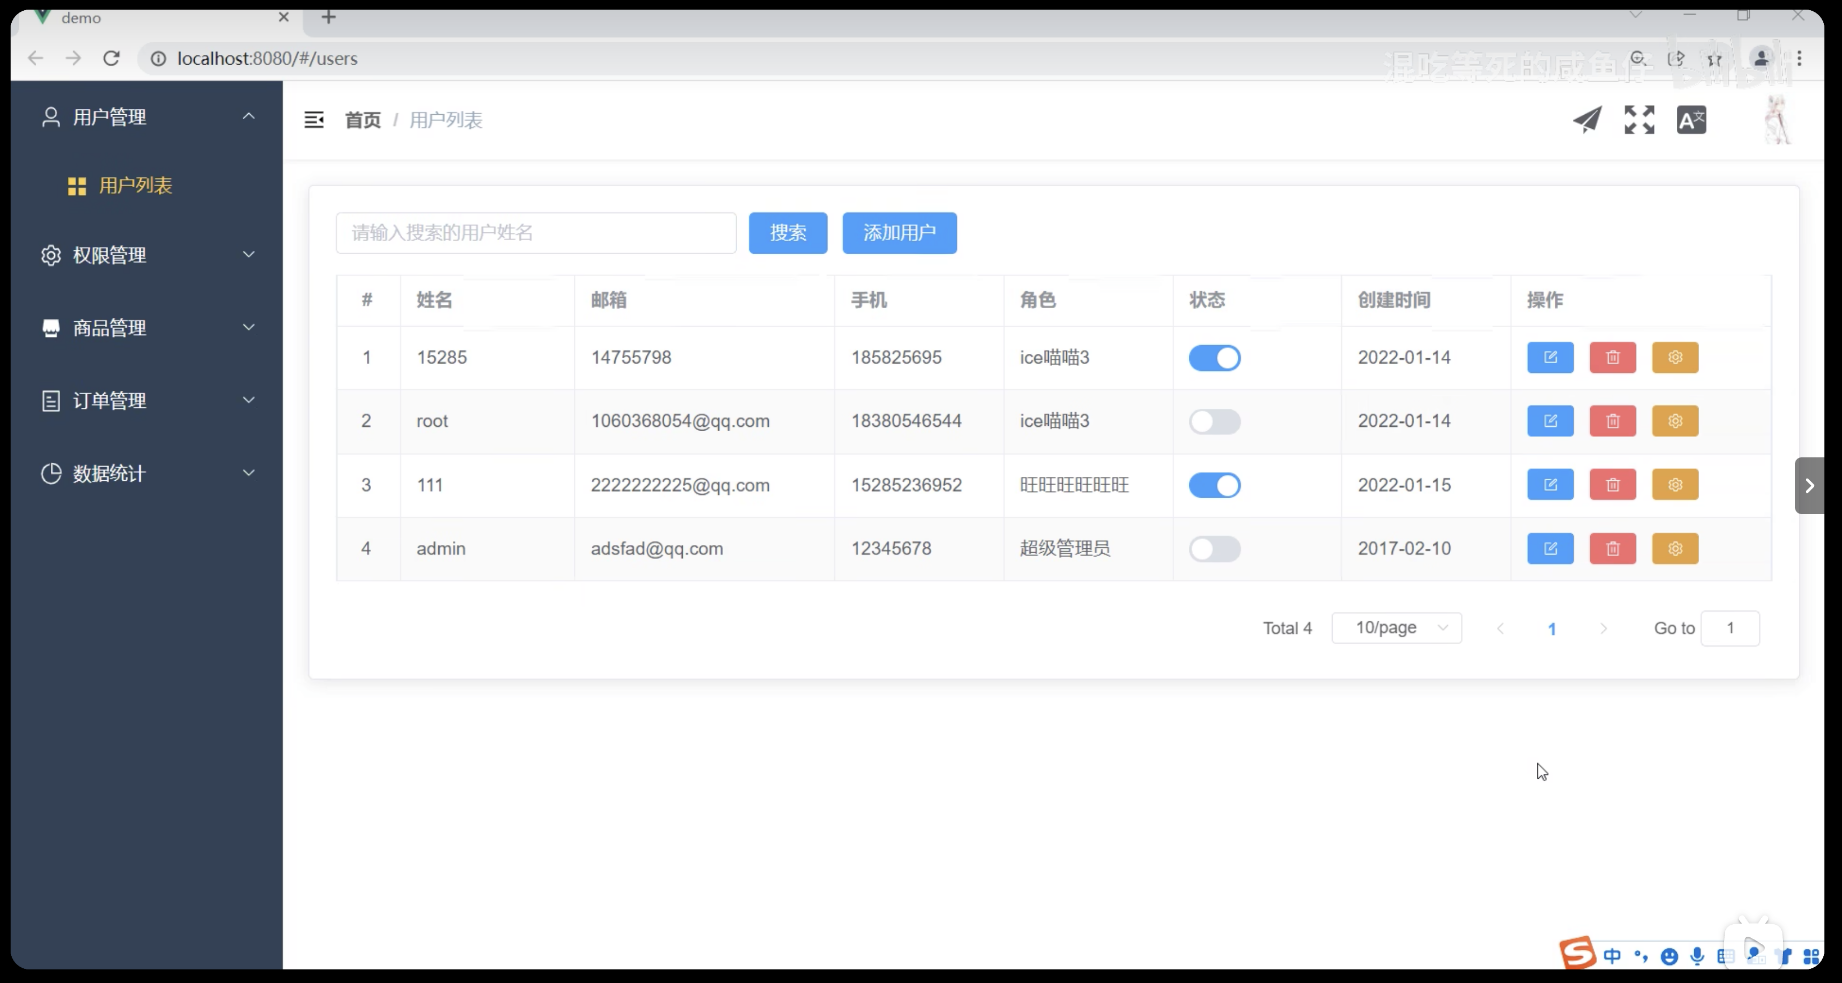 demo
localhost:8080/#/users
混吃等死的咸鱼仔 bilibili
用户管理
用户列表
权限管理
商品管理
订单管理
数据统计
首页 / 用户列表
请输入搜索的用户姓名 搜索 添加用户
# 姓名 邮箱 手机 角色 状态 创建时间 操作
1 15285 14755798 185825695 ice喵喵3 2022-01-14
2 root 1060368054@qq.com 18380546544 ice喵喵3 2022-01-14
3 111 2222222225@qq.com 15285236952 旺旺旺旺旺旺 2022-01-15
4 admin adsfad@qq.com 12345678 超级管理员 2017-02-10
Total 4 10/page 1 Go to 1
中